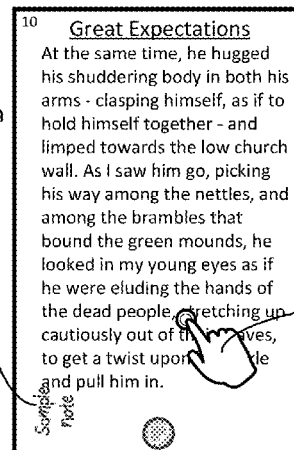 10
Great Expectations
At the same time, he hugged
his shuddering body in both his
arms - clasping himself, as if to
hold himself together - and
limped towards the low church
wall. As I saw him go, picking
his way among the nettles, and
among the brambles that
bound the green mounds, he
looked in my young eyes as if
he were eluding the hands of
the dead people, stretching up
cautiously out of
to get a twist upon
and pull him in.
Sample
note